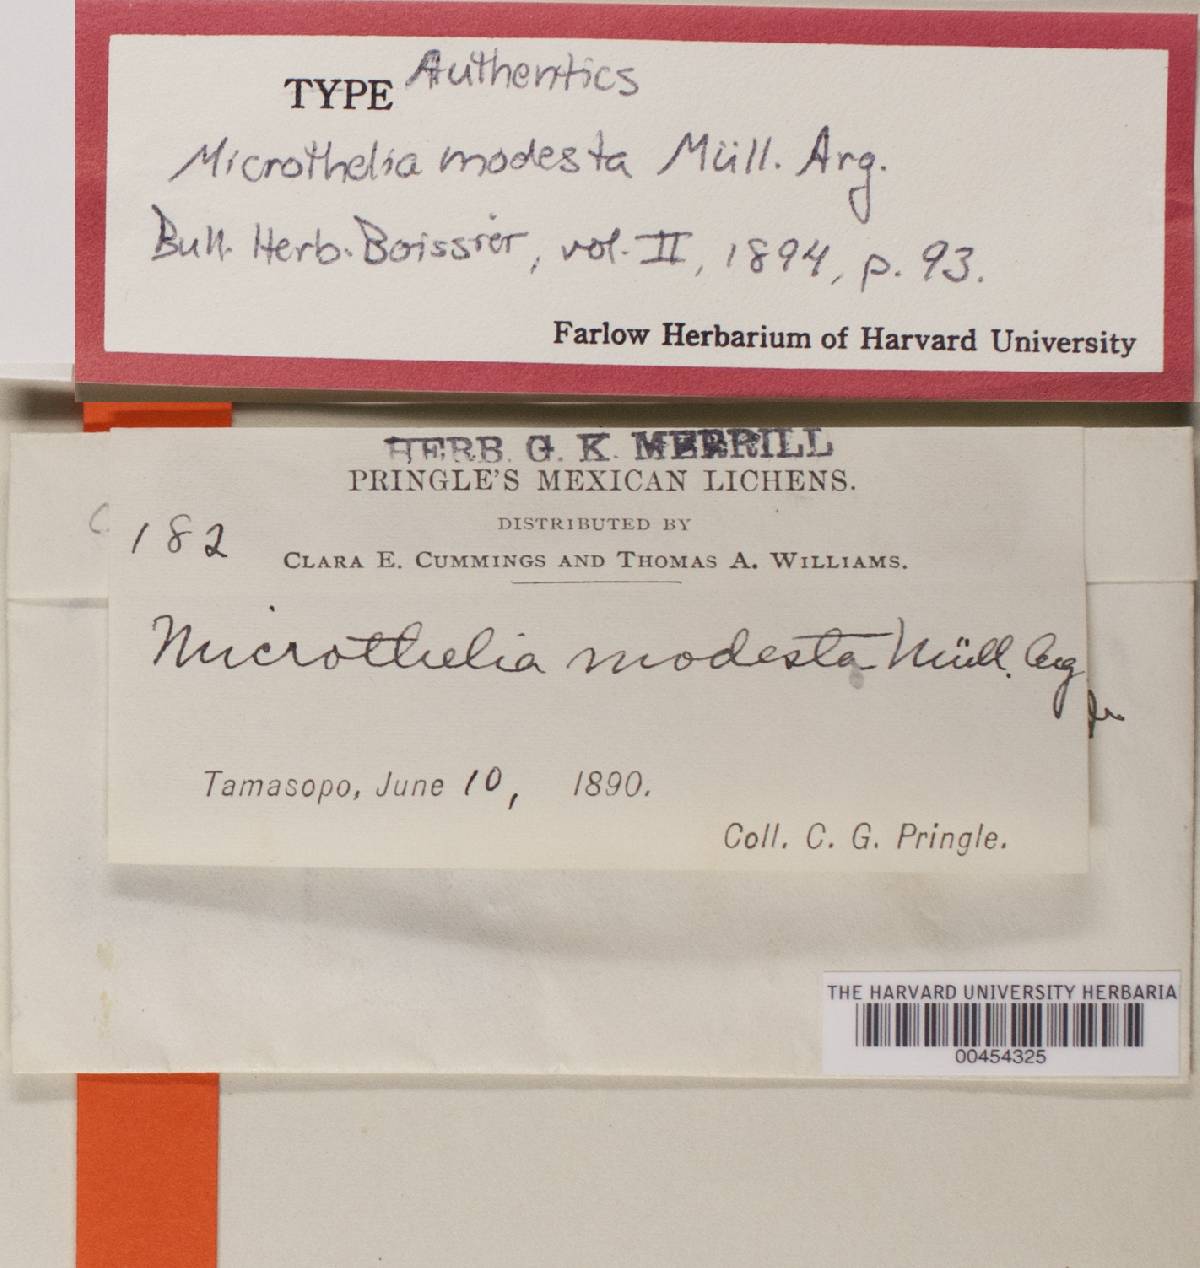 TYPE Authentics
Microthelia modesta Müll. Arg.
Bull. Herb. Boissier, vol. II, 1894, p. 93.
Farlow Herbarium of Harvard University
HERB. G. K. MERRILL
PRINGLE'S MEXICAN LICHENS.
DISTRIBUTED BY
182
CLARA E. CUMMINGS AND THOMAS A. WILLIAMS.
Microthelia modesta Müll. Arg
Tamasopo, June 10, 1890.
Coll. C. G. Pringle.
THE HARVARD UNIVERSITY HERBARIA
00454325